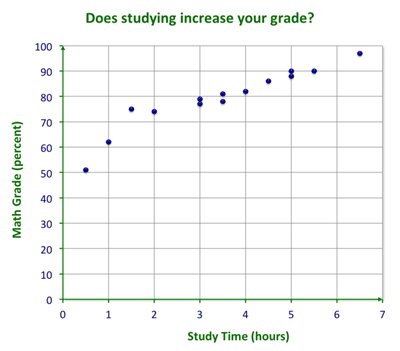 Does studying increase your grade?
100
90
80
70
60
50
40
30
20
10
0
Math Grade (percent)
0 1 2 3 4 5 6 7
Study Time (hours)